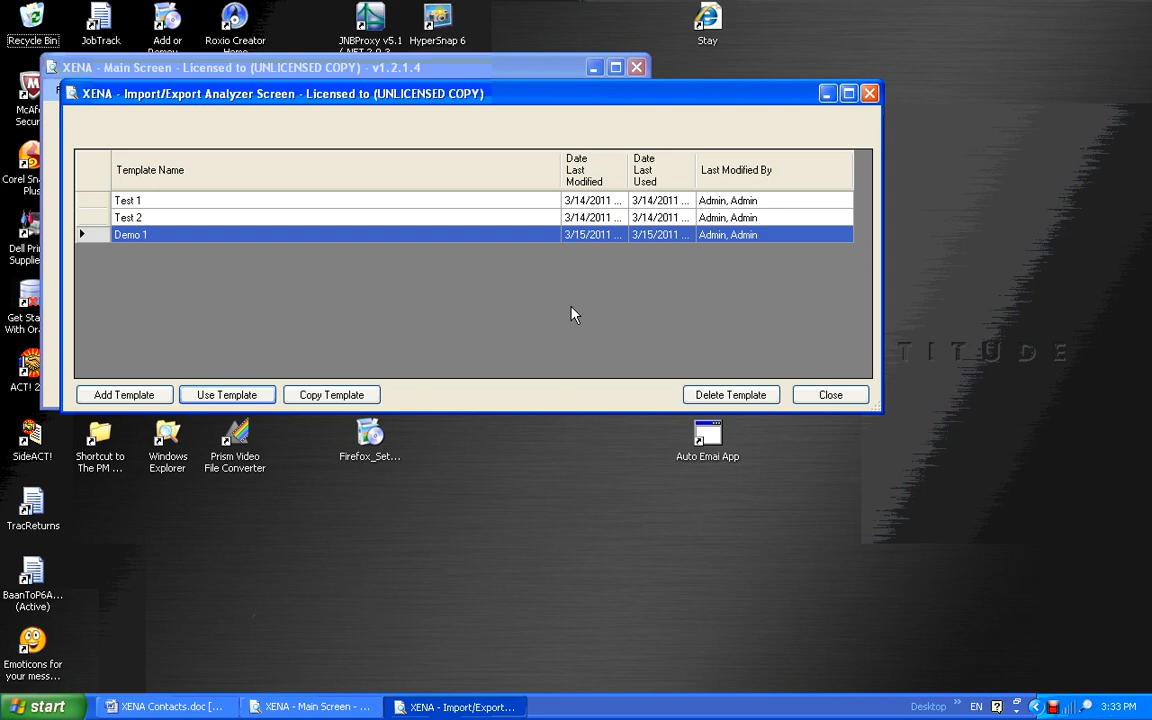 Recycle Bin
JobTrack
Add or
Roxio Creator
JNBProxy v5.1
HyperSnap 6
Stay
XENA - Main Screen - Licensed to (UNLICENSED COPY) - v1.2.1.4
XENA - Import/Export Analyzer Screen - Licensed to (UNLICENSED COPY)
McAf
Secur
Corel Sn
Plus
Dell Pri
Supplie
Get Sta
With Or
ACT! 2
Template Name
Date Last Modified
Date Last Used
Last Modified By
Test 1 3/14/2011 ... 3/14/2011 ... Admin, Admin
Test 2 3/14/2011 ... 3/14/2011 ... Admin, Admin
Demo 1 3/15/2011 ... 3/15/2011 ... Admin, Admin
Add Template
Use Template
Copy Template
Delete Template
Close
TITUDE
SideACT!
Shortcut to
The PM ...
Windows
Explorer
Prism Video
File Converter
Firefox_Set...
Auto Emai App
TracReturns
BaanToP6A...
(Active)
Emoticons for
your mess...
start
XENA Contacts.doc [...
XENA - Main Screen - ...
XENA - Import/Export...
Desktop
EN
3:33 PM